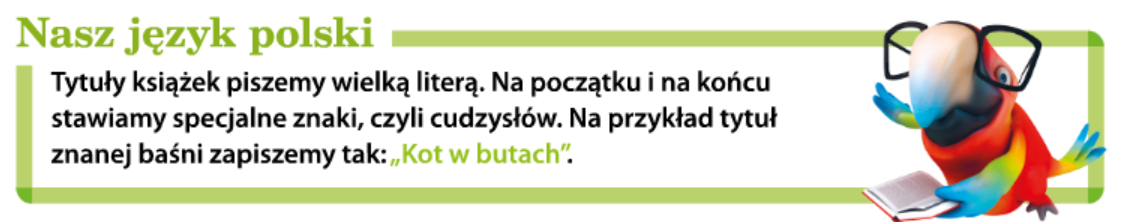 Nasz język polski
Tytuły książek piszemy wielką literą. Na początku i na końcu
stawiamy specjalne znaki, czyli cudzysłów. Na przykład tytuł
znanej baśni zapiszemy tak: „Kot w butach”.